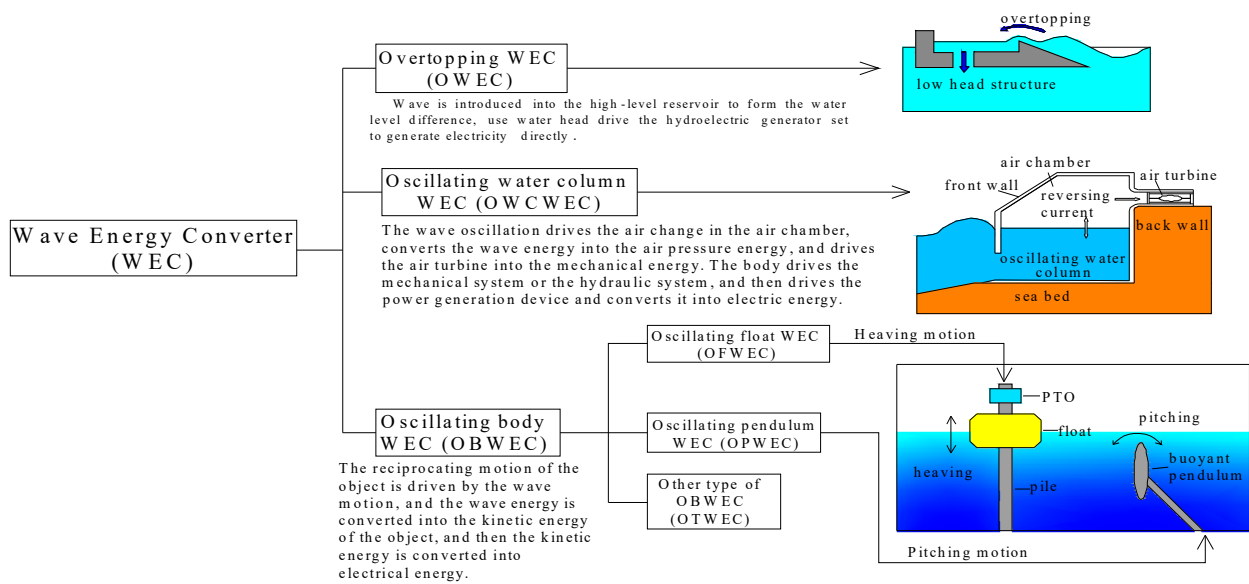 Wave Energy Converter
(WEC)
Overtopping WEC
(OWEC)
Wave is introduced into the high-level reservoir to form the water
level difference, use water head drive the hydroelectric generator set
to generate electricity directly.
overtopping
low head structure
Oscillating water column
WEC (OWCWEC)
The wave oscillation drives the air change in the air chamber,
converts the wave energy into the air pressure energy, and drives
the air turbine into the mechanical energy. The body drives the
mechanical system or the hydraulic system, and then drives the
power generation device and converts it into electric energy.
air chamber
front wall
air turbine
reversing
current
back wall
oscillating water
column
sea bed
Oscillating body
WEC (OBWEC)
The reciprocating motion of the
object is driven by the wave
motion, and the wave energy is
converted into the kinetic energy
of the object, and then the kinetic
energy is converted into
electrical energy.
Oscillating float WEC
(OFWEC)
Heaving motion
Oscillating pendulum
WEC (OPWEC)
Other type of
OBWEC
(OTWEC)
Pitching motion
PTO
float
heaving
pile
pitching
buoyant
pendulum